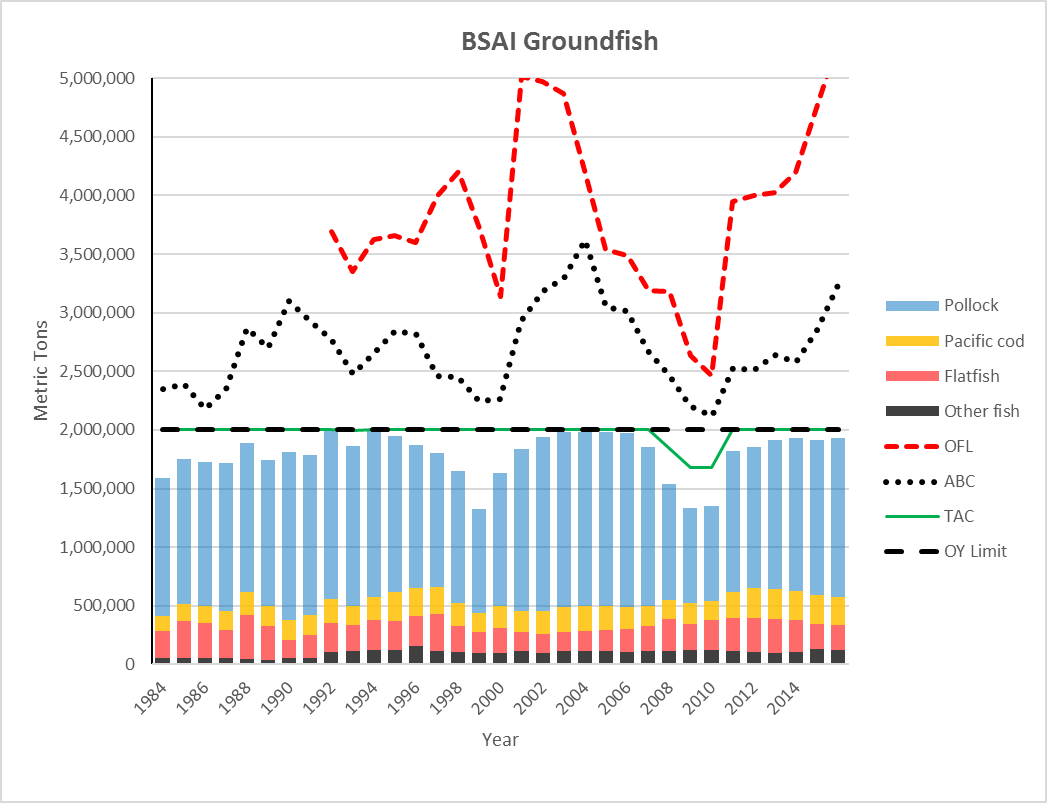 BSAI Groundfish
5,000,000
4,500,000
4,000,000
3,500,000
3,000,000
2,500,000
2,000,000
1,500,000
1,000,000
500,000
0
Metric Tons
1984
1986
1988
1990
1992
1994
1996
1998
2000
2002
2004
2006
2008
2010
2012
2014
Year
Pollock
Pacific cod
Flatfish
Other fish
OFL
ABC
TAC
OY Limit